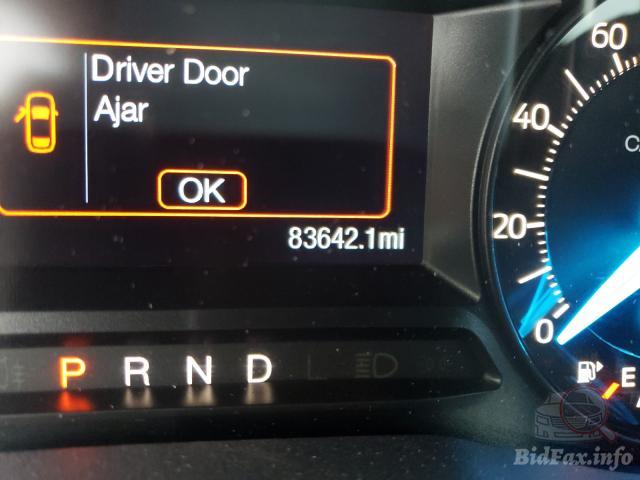 Driver Door
Ajar
OK
83642.1mi
P R N D L
60
40
20
0
E
BidFax.info